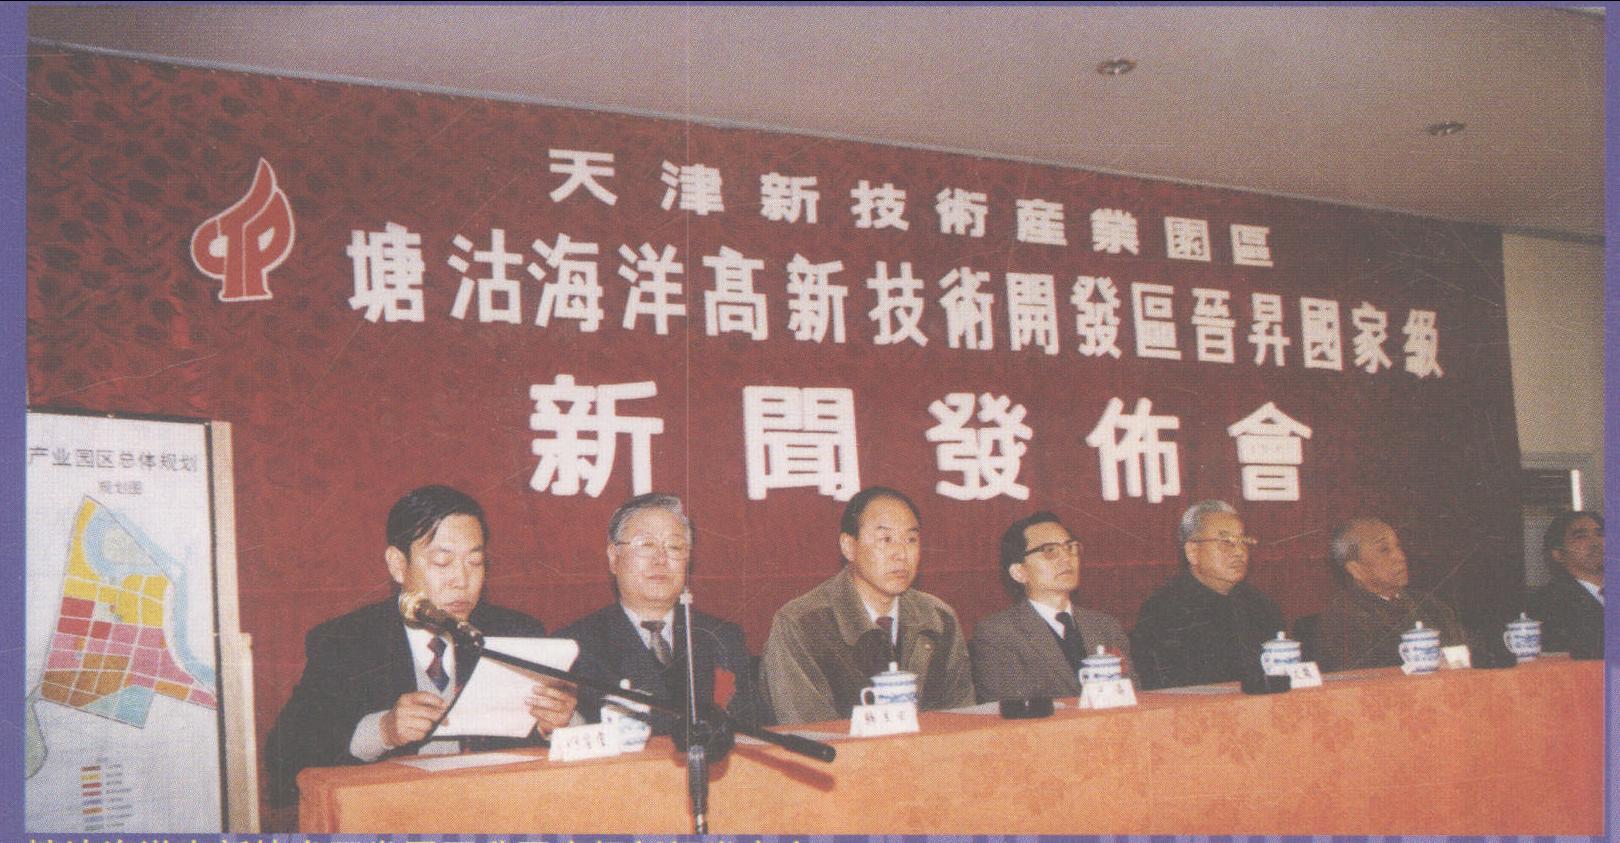 天津新技術産業園區
塘沽海洋高新技術開發區晉昇國家級
新聞發佈會
产业园区总体规划
规划图